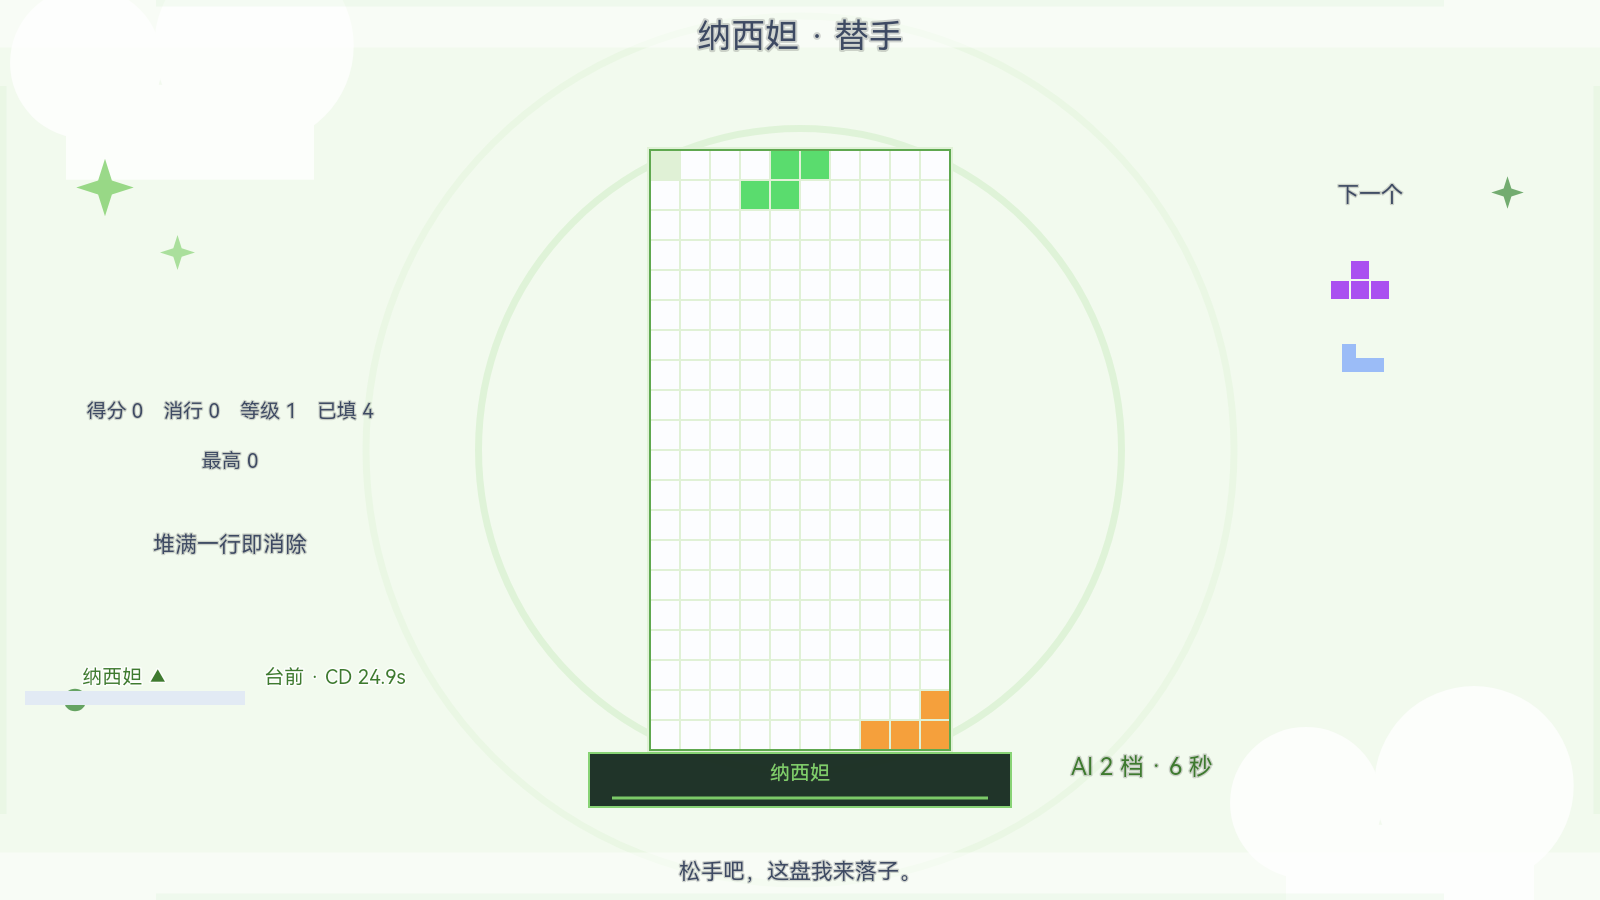 纳西妲 · 替手
下一个
得分 0 消行 0 等级 1 已填 4
最高 0
堆满一行即消除
纳西妲 ▲ 台前 · CD 24.9s
纳西妲
AI 2 档 · 6 秒
松手吧，这盘我来落子。